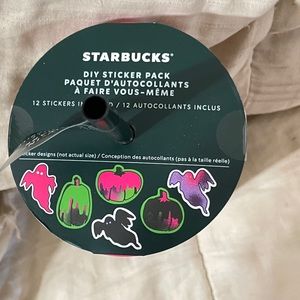 STARBUCKS®
DIY STICKER PACK
PAQUET D'AUTOCOLLANTS
À FAIRE VOUS-MÊME
12 STICKERS IN D / 12 AUTOCOLLANTS INCLUS
designs (not actual size) / Conception des autocollants (pas à la taille réelle)